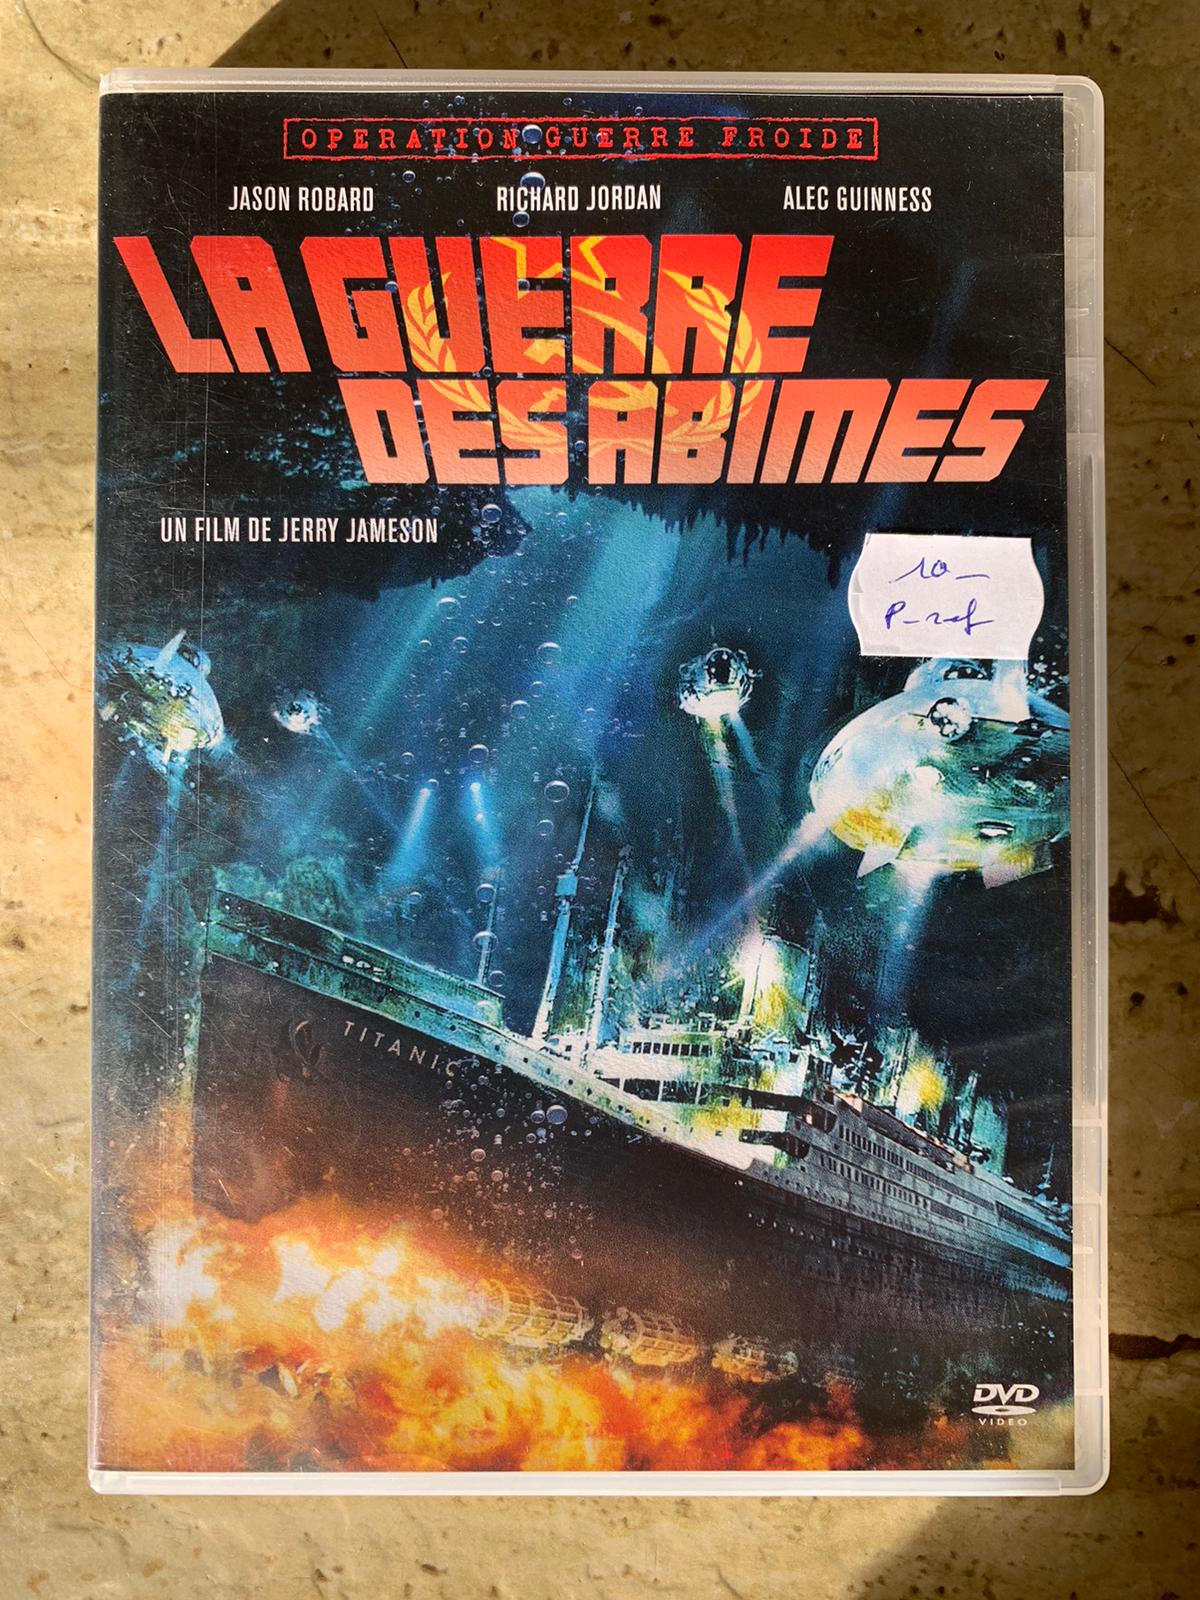 OPERATION GUERRE FROIDE
JASON ROBARD RICHARD JORDAN ALEC GUINNESS
LA GUERRE
DES ABIMES
UN FILM DE JERRY JAMESON
10_
TITANIC
DVD
VIDEO